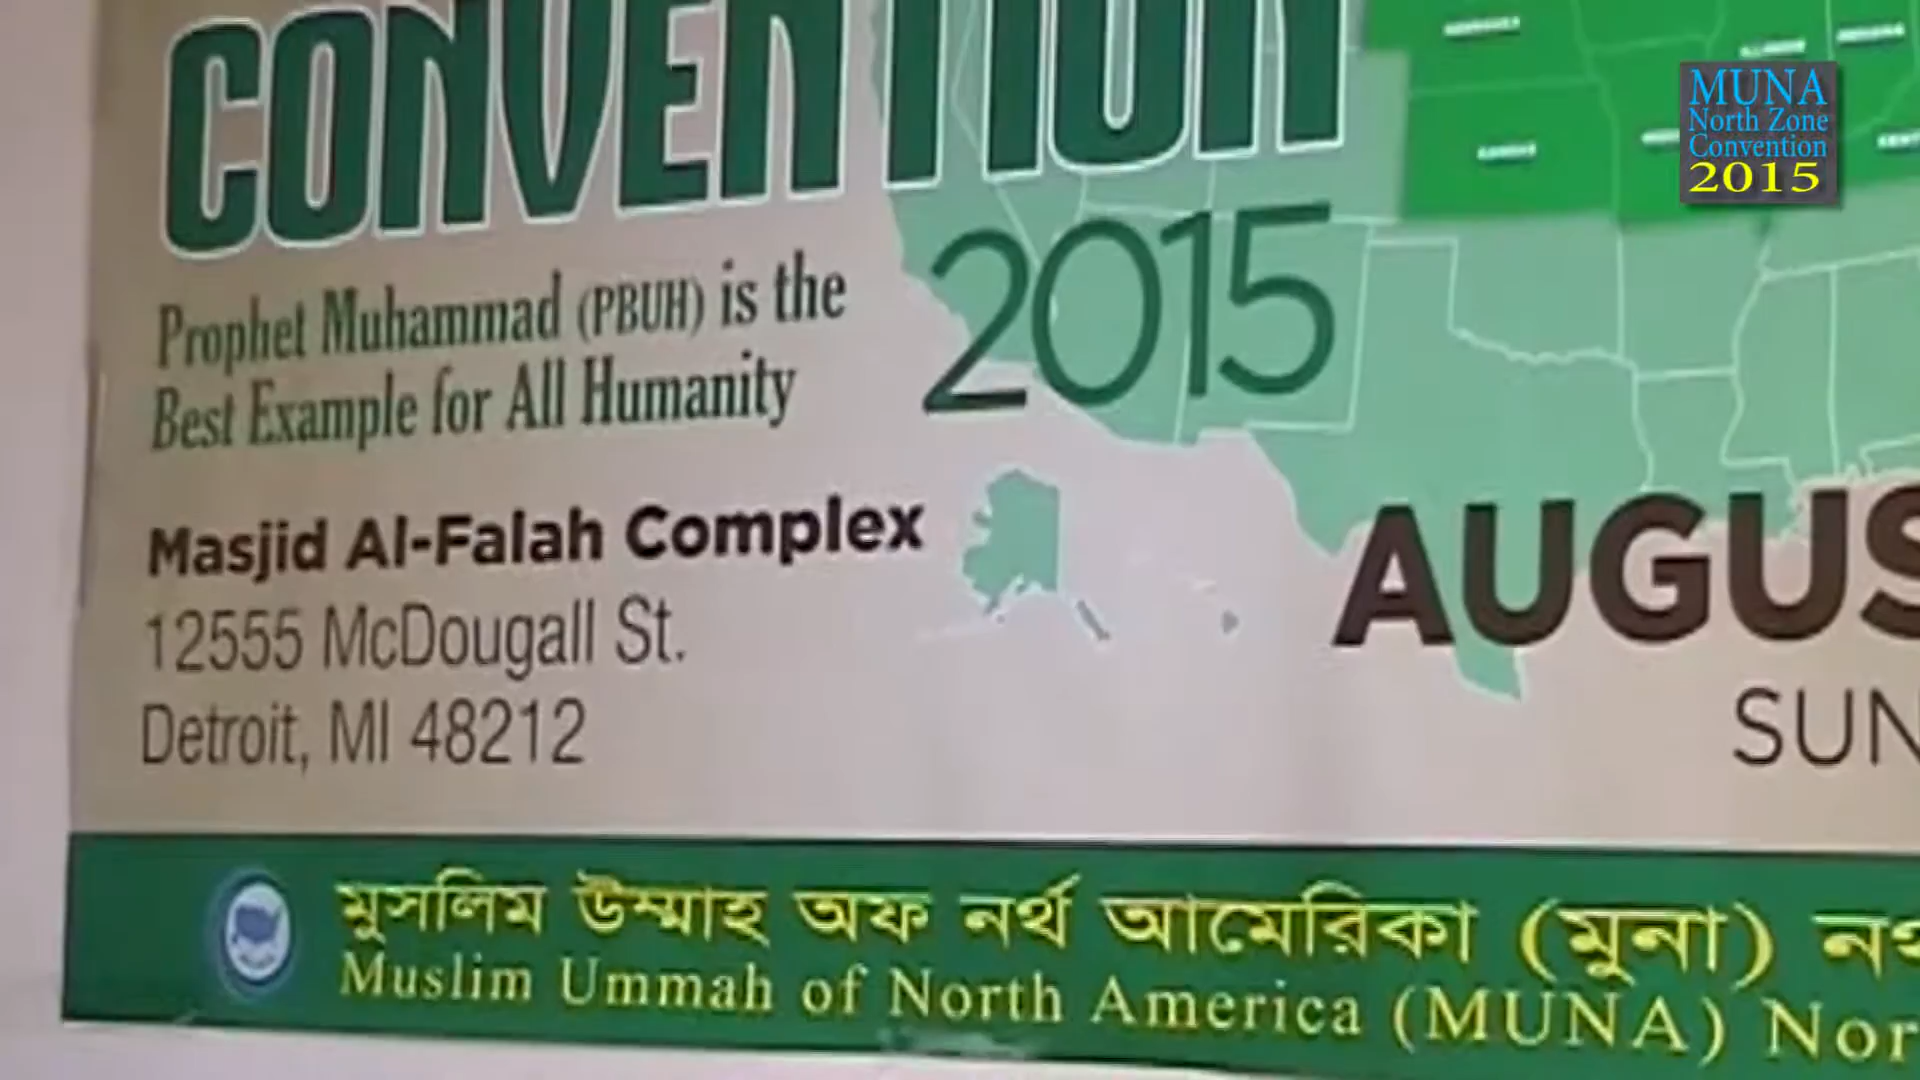 CONVENTION
2015
Prophet Muhammad (PBUH) is the
Best Example for All Humanity
Masjid Al-Falah Complex
12555 McDougall St.
Detroit, MI 48212
AUGUS
SUN
মুসলিম উম্মাহ অফ নর্থ আমেরিকা (মুনা)
Muslim Ummah of North America (MUNA) Nor
MUNA
North Zone
Convention
2015